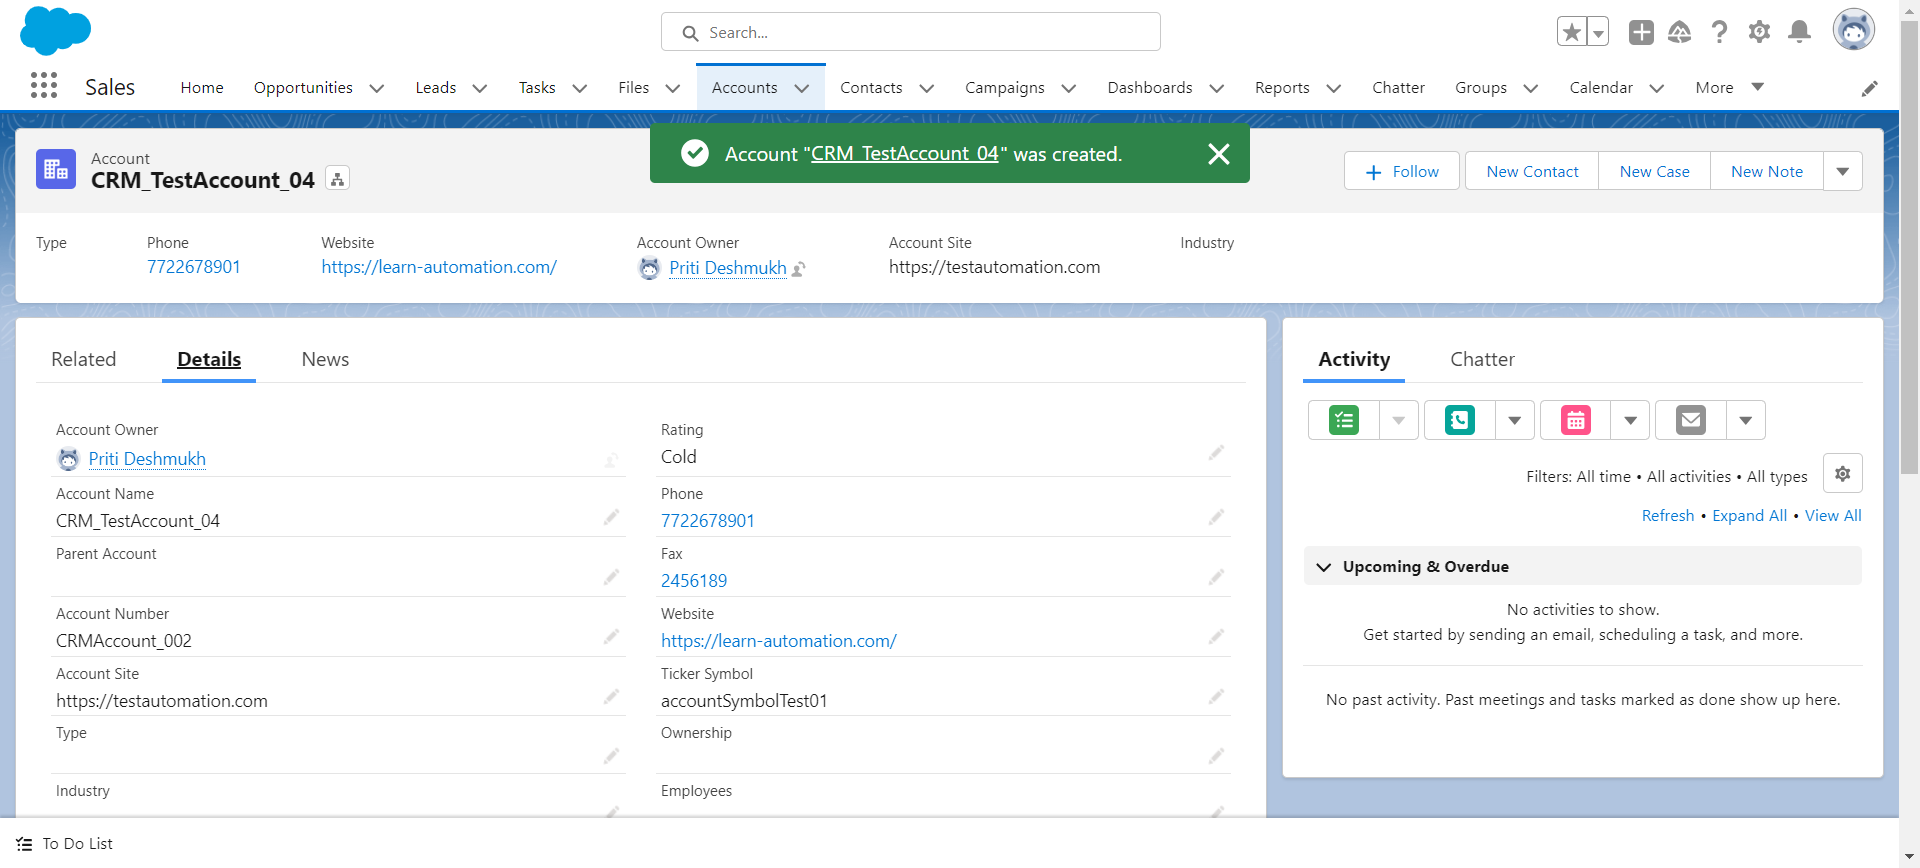 Search...
Sales
Home
Opportunities
Leads
Tasks
Files
Accounts
Contacts
Campaigns
Dashboards
Reports
Chatter
Groups
Calendar
More
Account "CRM_TestAccount_04" was created.
Account
CRM_TestAccount_04
Follow
New Contact
New Case
New Note
Type
Phone
7722678901
Website
https://learn-automation.com/
Account Owner
Priti Deshmukh
Account Site
https://testautomation.com
Industry
Related
Details
News
Account Owner
Priti Deshmukh
Rating
Cold
Account Name
CRM_TestAccount_04
Phone
7722678901
Parent Account
Fax
2456189
Account Number
CRMAccount_002
Website
https://learn-automation.com/
Account Site
https://testautomation.com
Ticker Symbol
accountSymbolTest01
Type
Ownership
Industry
Employees
Activity
Chatter
Filters: All time • All activities • All types
Refresh • Expand All • View All
Upcoming & Overdue
No activities to show.
Get started by sending an email, scheduling a task, and more.
No past activity. Past meetings and tasks marked as done show up here.
To Do List